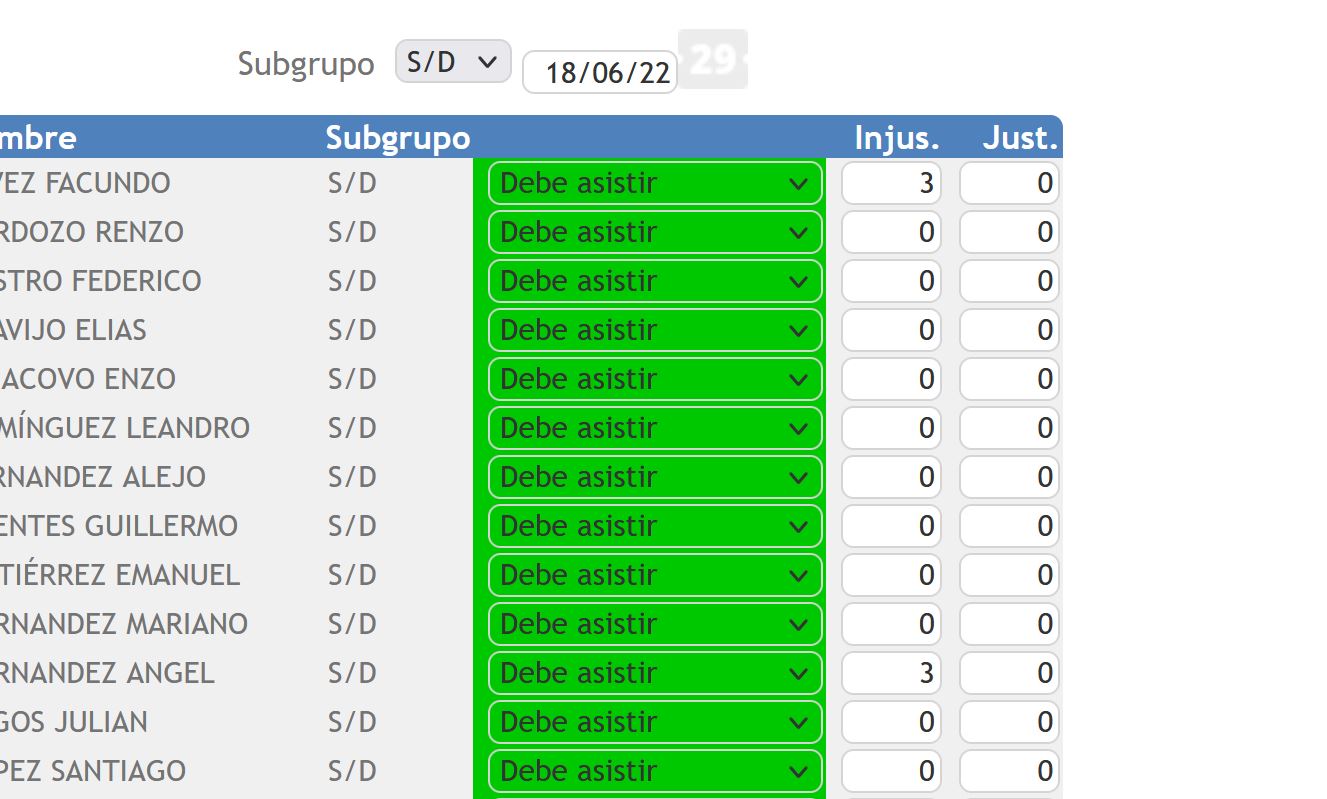 Subgrupo S/D 18/06/22 29
mbre Subgrupo Injus. Just.
VEZ FACUNDO S/D Debe asistir 3 0
RDOZO RENZO S/D Debe asistir 0 0
STRO FEDERICO S/D Debe asistir 0 0
AVIJO ELIAS S/D Debe asistir 0 0
ACOVO ENZO S/D Debe asistir 0 0
MÍNGUEZ LEANDRO S/D Debe asistir 0 0
RNANDEZ ALEJO S/D Debe asistir 0 0
ENTES GUILLERMO S/D Debe asistir 0 0
TIÉRREZ EMANUEL S/D Debe asistir 0 0
RNANDEZ MARIANO S/D Debe asistir 0 0
RNANDEZ ANGEL S/D Debe asistir 3 0
GOS JULIAN S/D Debe asistir 0 0
PEZ SANTIAGO S/D Debe asistir 0 0